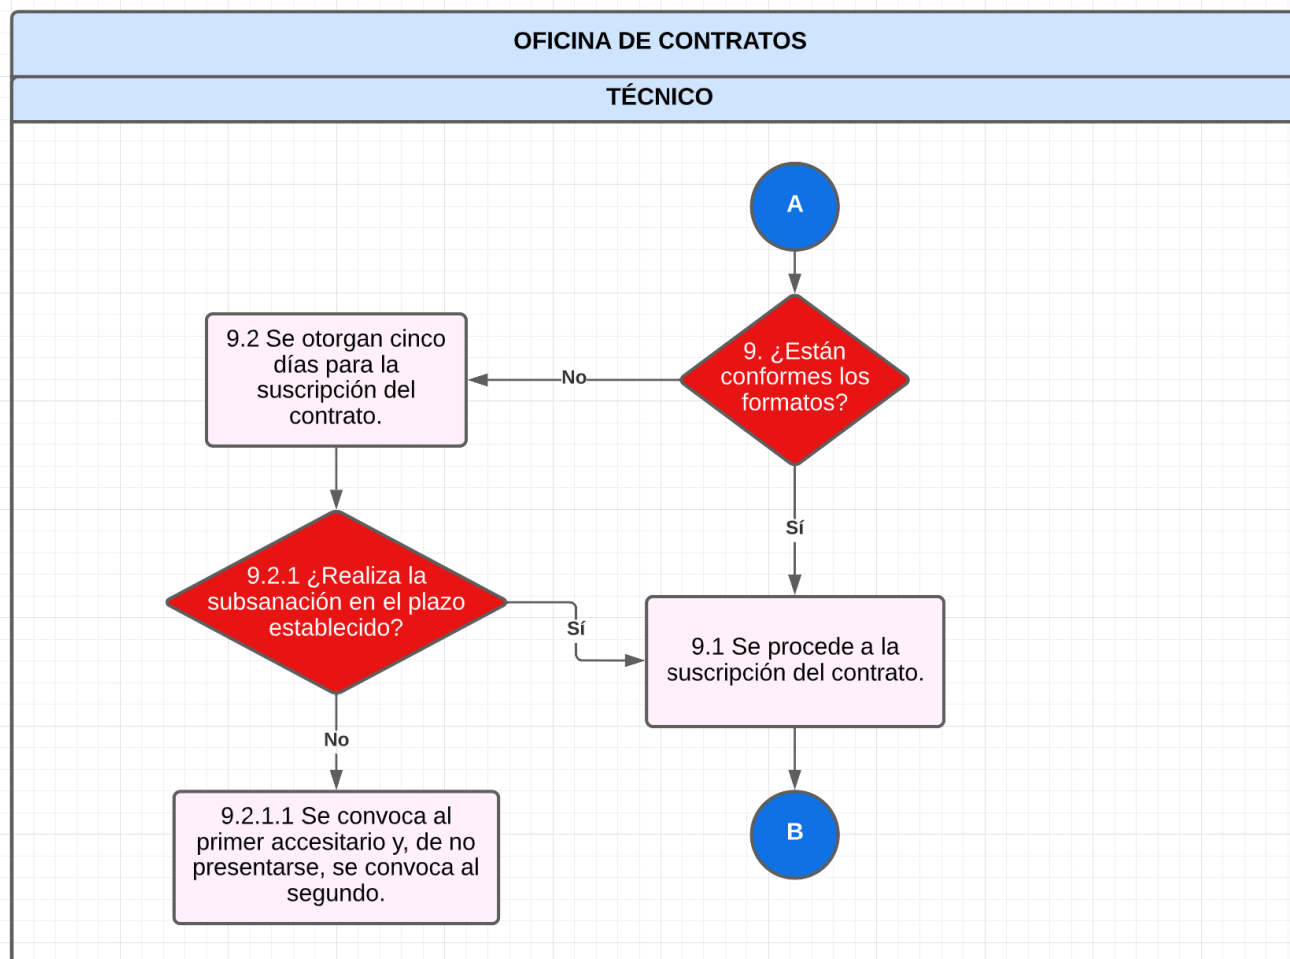 OFICINA DE CONTRATOS
TÉCNICO
A
9. ¿Están
conformes los
formatos?
No
9.2 Se otorgan cinco
días para la
suscripción del
contrato.
Sí
9.2.1 ¿Realiza la
subsanación en el plazo
establecido?
Sí
9.1 Se procede a la
suscripción del contrato.
No
9.2.1.1 Se convoca al
primer accesitario y, de no
presentarse, se convoca al
segundo.
B